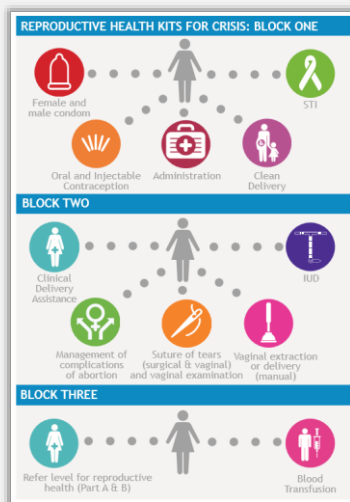 REPRODUCTIVE HEALTH KITS FOR CRISIS: BLOCK ONE
Female and
male condom
STI
Oral and Injectable
Contraception
Administration
Clean
Delivery
BLOCK TWO
Clinical
Delivery
Assistance
IUD
Management of
complications
of abortion
Suture of tears
(surgical & vaginal)
and vaginal examination
Vaginal extraction
or delivery
(manual)
BLOCK THREE
Refer level for reproductive
health (Part A & B)
Blood
Transfusion